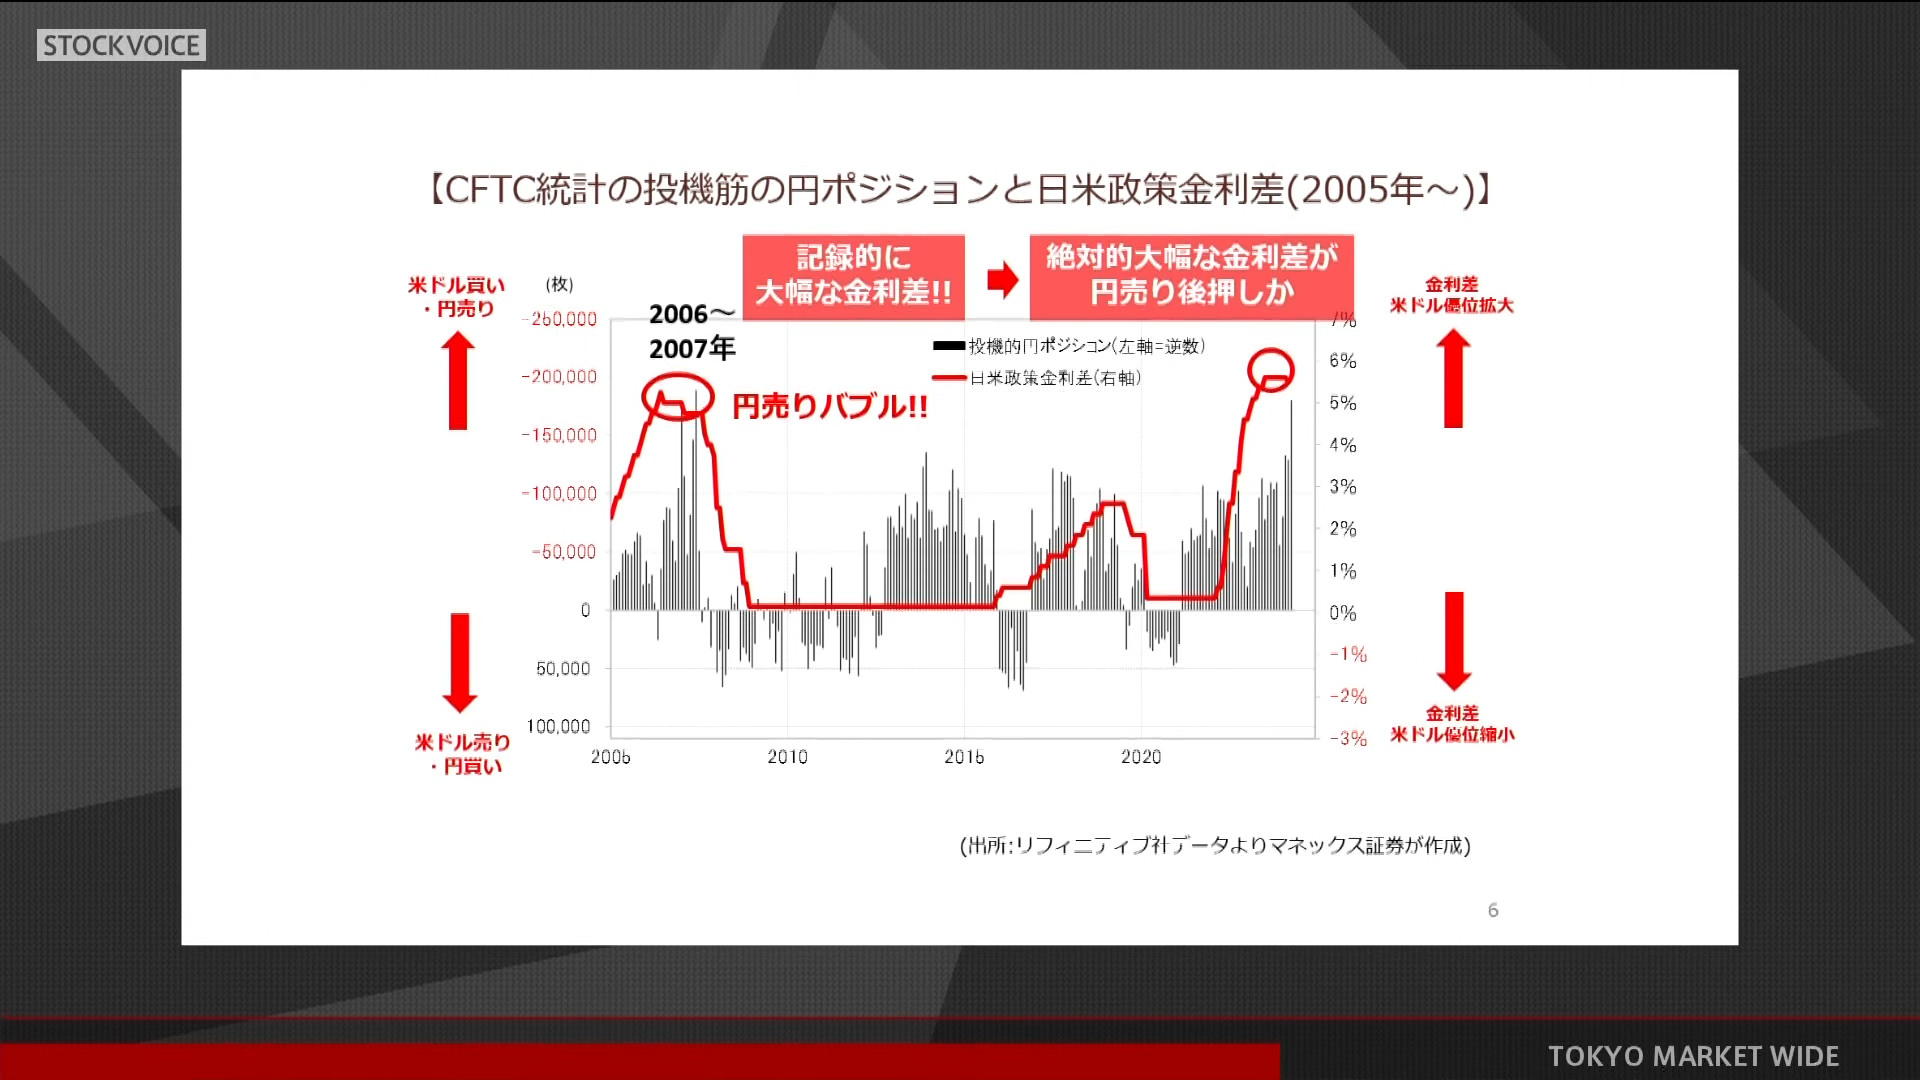 STOCKVOICE
【CFTC統計の投機筋の円ポジションと日米政策金利差(2005年～)】
記録的に
大幅な金利差!!
絶対的大幅な金利差が
円売り後押しか
米ドル買い
・円売り
(枚)
2006～
2007年
円売りバブル!!
金利差
米ドル優位拡大
投機的円ポジション(左軸=逆数)
日米政策金利差(右軸)
-250,000
-200,000
-150,000
-100,000
-50,000
0
50,000
100,000
7%
6%
5%
4%
3%
2%
1%
0%
-1%
-2%
-3%
米ドル売り
・円買い
金利差
米ドル優位縮小
2005
2010
2015
2020
(出所:リフィニティブ社データよりマネックス証券が作成)
6
TOKYO MARKET WIDE